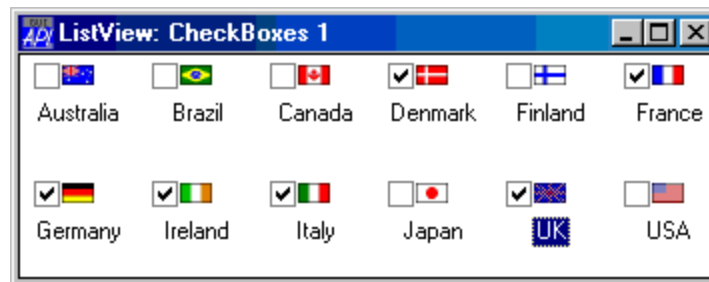 ListView: CheckBoxes 1
Australia Brazil Canada Denmark Finland France
Germany Ireland Italy Japan UK USA